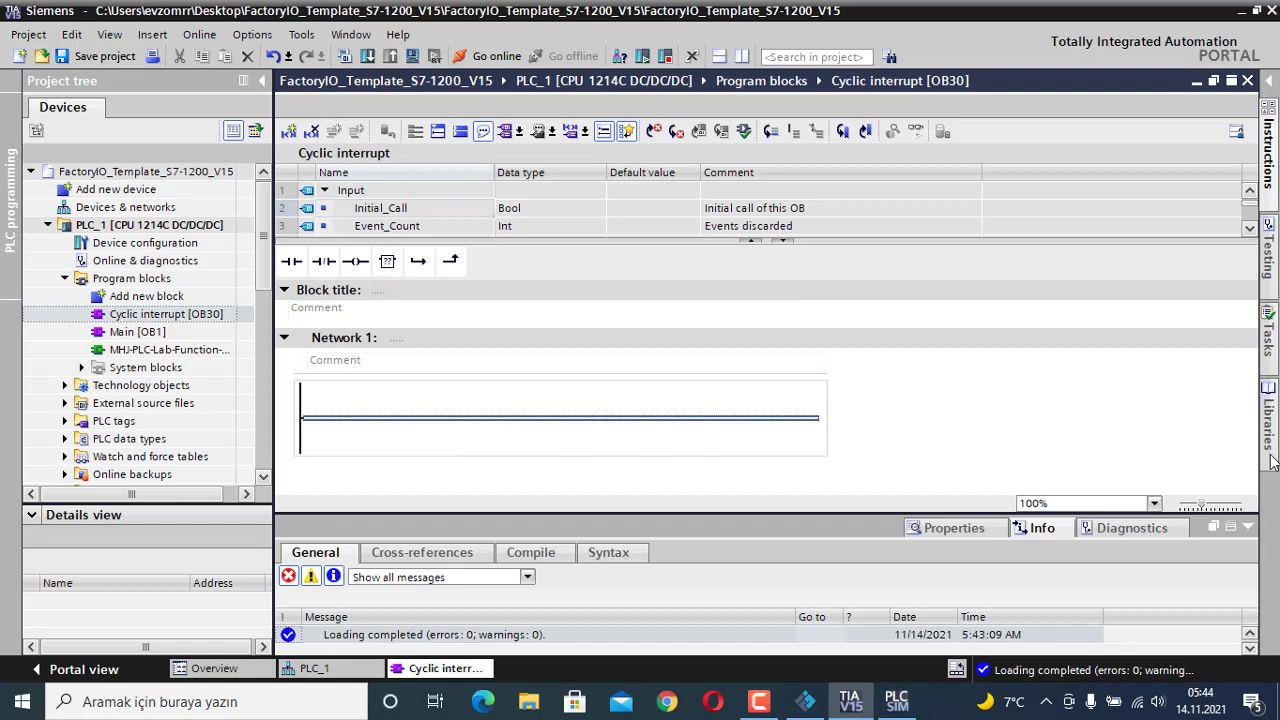 Siemens - C:\Users\evzomrr\Desktop\FactoryIO_Template_S7-1200_V15\FactoryIO_Template_S7-1200_V15\FactoryIO_Template_S7-1200_V15
Project Edit View Insert Online Options Tools Window Help
Totally Integrated Automation
PORTAL
Save project Go online Go offline <Search in project>
Project tree
FactoryIO_Template_S7-1200_V15 PLC_1 [CPU 1214C DC/DC/DC] Program blocks Cyclic interrupt [OB30]
Devices
PLC programming
FactoryIO_Template_S7-1200_V15
Add new device
Devices & networks
PLC_1 [CPU 1214C DC/DC/DC]
Device configuration
Online & diagnostics
Program blocks
Add new block
Cyclic interrupt [OB30]
Main [OB1]
MHJ-PLC-Lab-Function-...
System blocks
Technology objects
External source files
PLC tags
PLC data types
Watch and force tables
Online backups
Details view
Name Address
Cyclic interrupt
Name Data type Default value Comment
1 Input
2 Initial_Call Bool Initial call of this OB
3 Event_Count Int Events discarded
??
Block title: .....
Comment
Network 1: .....
Comment
100%
Properties Info Diagnostics
General Cross-references Compile Syntax
Show all messages
! Message Go to ? Date Time
Loading completed (errors: 0; warnings: 0). 11/14/2021 5:43:09 AM
Instructions
Testing
Tasks
Libraries
Portal view Overview PLC_1 Cyclic interr... Loading completed (errors: 0; warning...
Aramak için buraya yazın
TIA V15
PLC SIM
7°C
05:44
14.11.2021
5